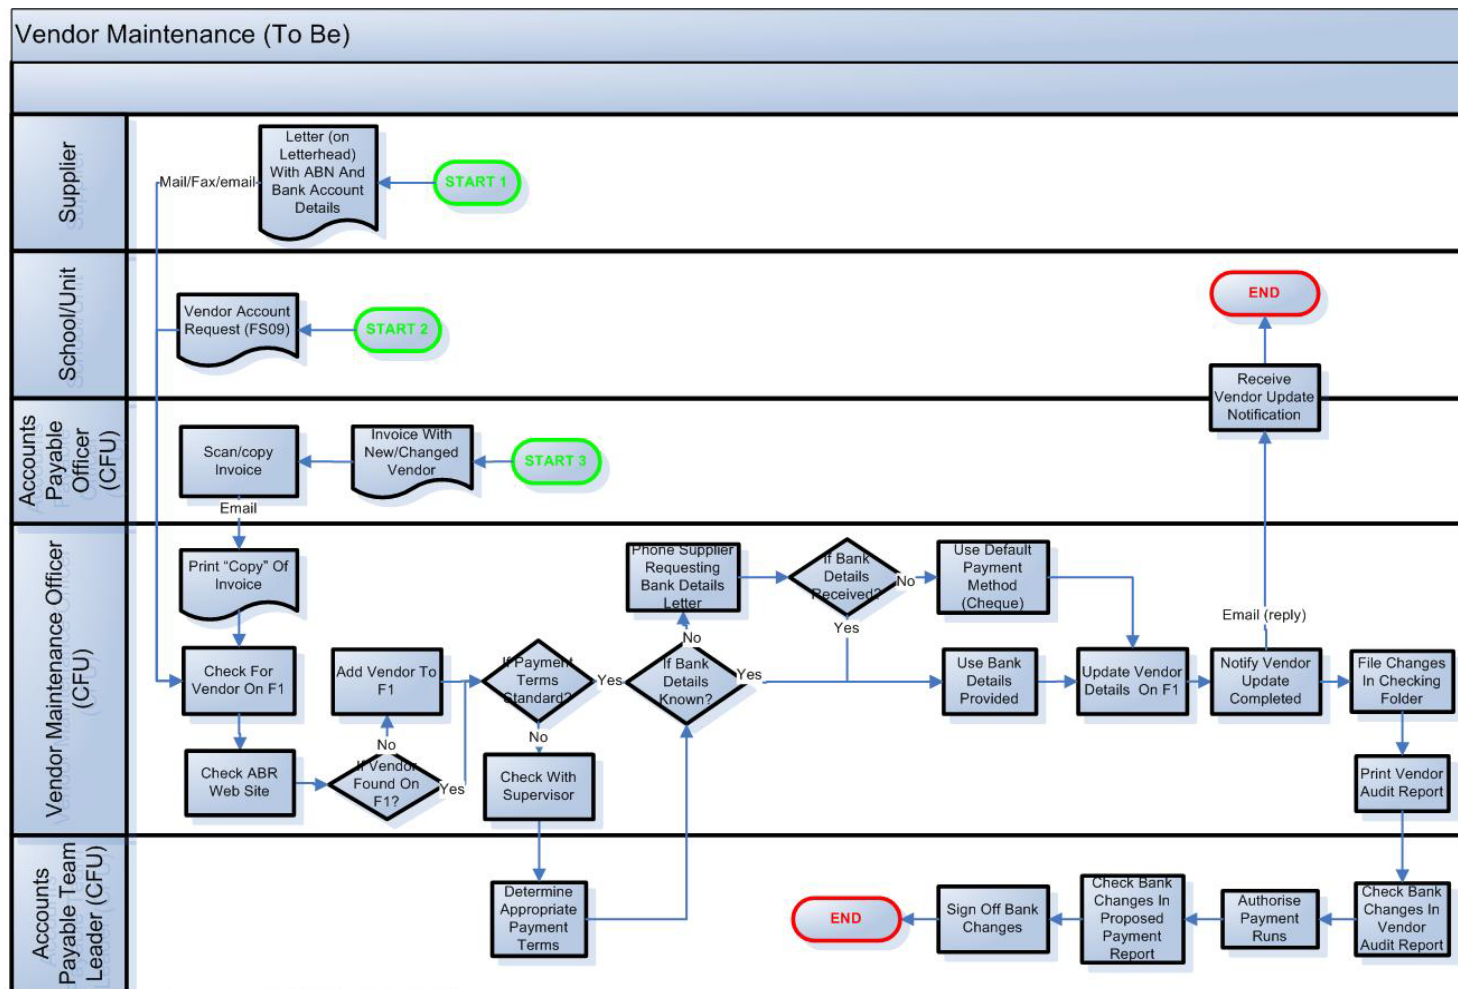 Vendor Maintenance (To Be)
Supplier
Letter (on
Letterhead)
With ABN And
Bank Account
Details
START 1
Mail/Fax/email
School/Unit
Vendor Account
Request (FS09)
START 2
END
Receive
Vendor Update
Notification
Accounts
Payable
Officer
(CFU)
Scan/copy
Invoice
Invoice With
New/Changed
Vendor
START 3
Email
Vendor Maintenance Officer
(CFU)
Print “Copy” Of
Invoice
Check For
Vendor On F1
Check ABR
Web Site
If Vendor
Found On
F1?
No
Yes
Add Vendor To
F1
If Payment
Terms
Standard?
Yes
No
Check With
Supervisor
Phone Supplier
Requesting
Bank Details
Letter
No
If Bank
Details
Known?
Yes
If Bank
Details
Received?
No
Yes
Use Default
Payment
Method
(Cheque)
Use Bank
Details
Provided
Update Vendor
Details On F1
Email (reply)
Notify Vendor
Update
Completed
File Changes
In Checking
Folder
Print Vendor
Audit Report
Accounts
Payable Team
Leader (CFU)
Determine
Appropriate
Payment
Terms
END
Sign Off Bank
Changes
Check Bank
Changes In
Proposed
Payment
Report
Authorise
Payment
Runs
Check Bank
Changes In
Vendor
Audit Report